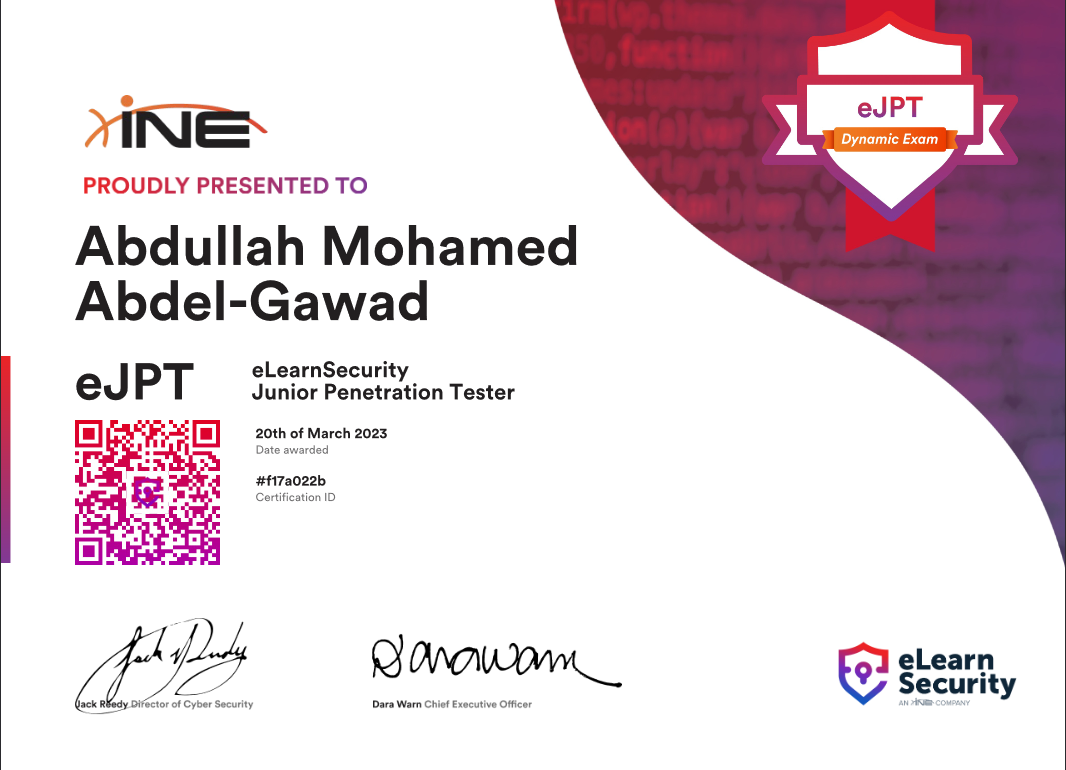 eJPT
Dynamic Exam
INE
PROUDLY PRESENTED TO
Abdullah Mohamed
Abdel-Gawad
eJPT
eLearnSecurity
Junior Penetration Tester
20th of March 2023
Date awarded
#f17a022b
Certification ID
Jack Reedy Director of Cyber Security
Dara Warn Chief Executive Officer
eLearn
Security
AN INE COMPANY